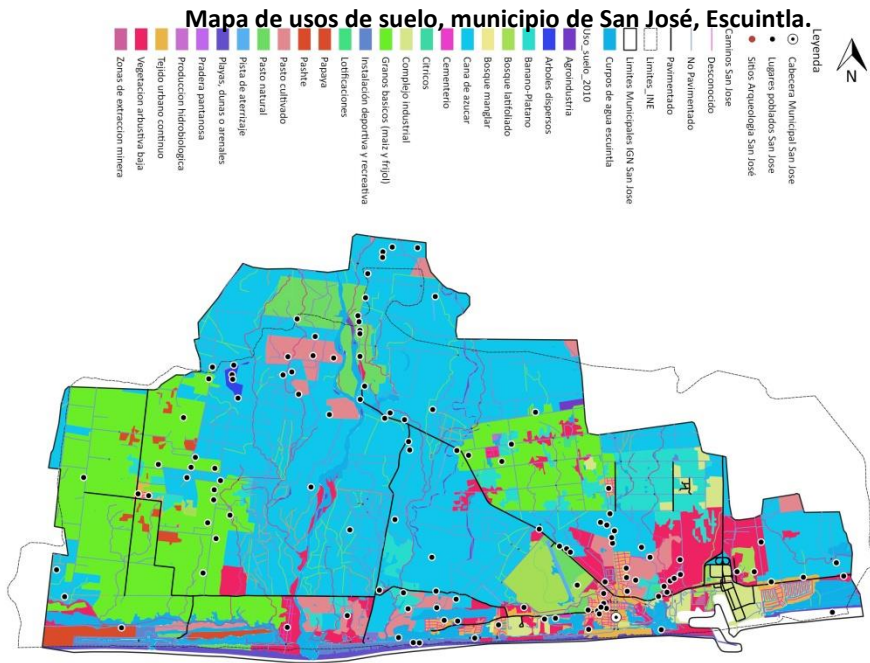 Mapa de usos de suelo, municipio de San José, Escuintla.
N
Leyenda
Cabecera Municipal San Jose
Lugares poblados San Jose
Sitios Arqueologia San José
Caminos San Jose
Desconocido
No Pavimentado
Pavimentado
Limites_INE
Limites Municipales IGN San Jose
Curpos de agua escuintla
Uso_suelo_2010
Agroindustria
Arboles dispersos
Banano-Platano
Bosque latifoliado
Bosque manglar
Cana de azucar
Cementerio
Citricos
Complejo industrial
Granos basicos (maiz y frijol)
Instalación deportiva y recreativa
Lotificaciones
Papaya
Pashte
Pasto cultivado
Pasto natural
Pista de aterrizaje
Playas, dunas o arenales
Pradera pantanosa
Produccion hidrobiologica
Tejido urbano continuo
Vegetacion arbustiva baja
Zonas de extraccion minera